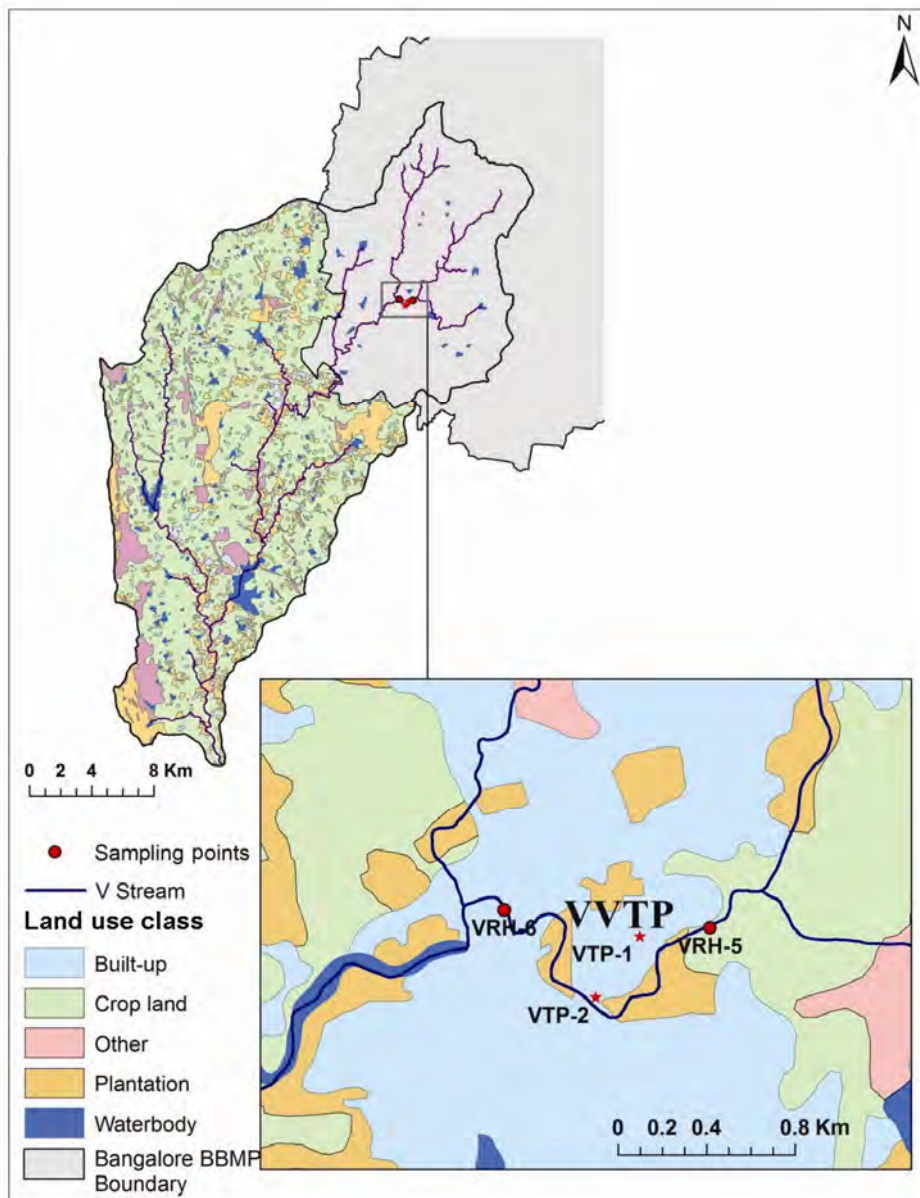 N
0 2 4 8 Km
Sampling points
V Stream
Land use class
Built-up
Crop land
Other
Plantation
Waterbody
Bangalore BBMP
Boundary
VRH-6
VVTP
VTP-1
VRH-5
VTP-2
0 0.2 0.4 0.8 Km